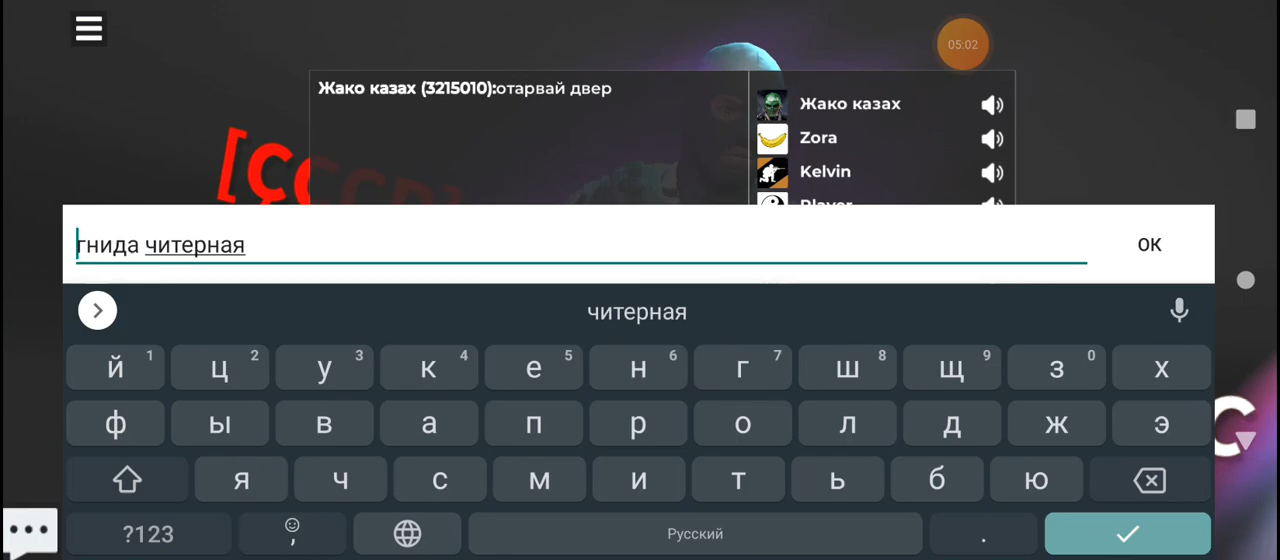 05:02
Жако казах (3215010):отарвай двер
Жако казах
Zora
Kelvin
Player
гнида читерная
ОК
читерная
й 1 ц 2 у 3 к 4 е 5 н 6 г 7 ш 8 щ 9 з 0 х
ф ы в а п р о л д ж э
я ч с м и т ь б ю
?123 , Русский .